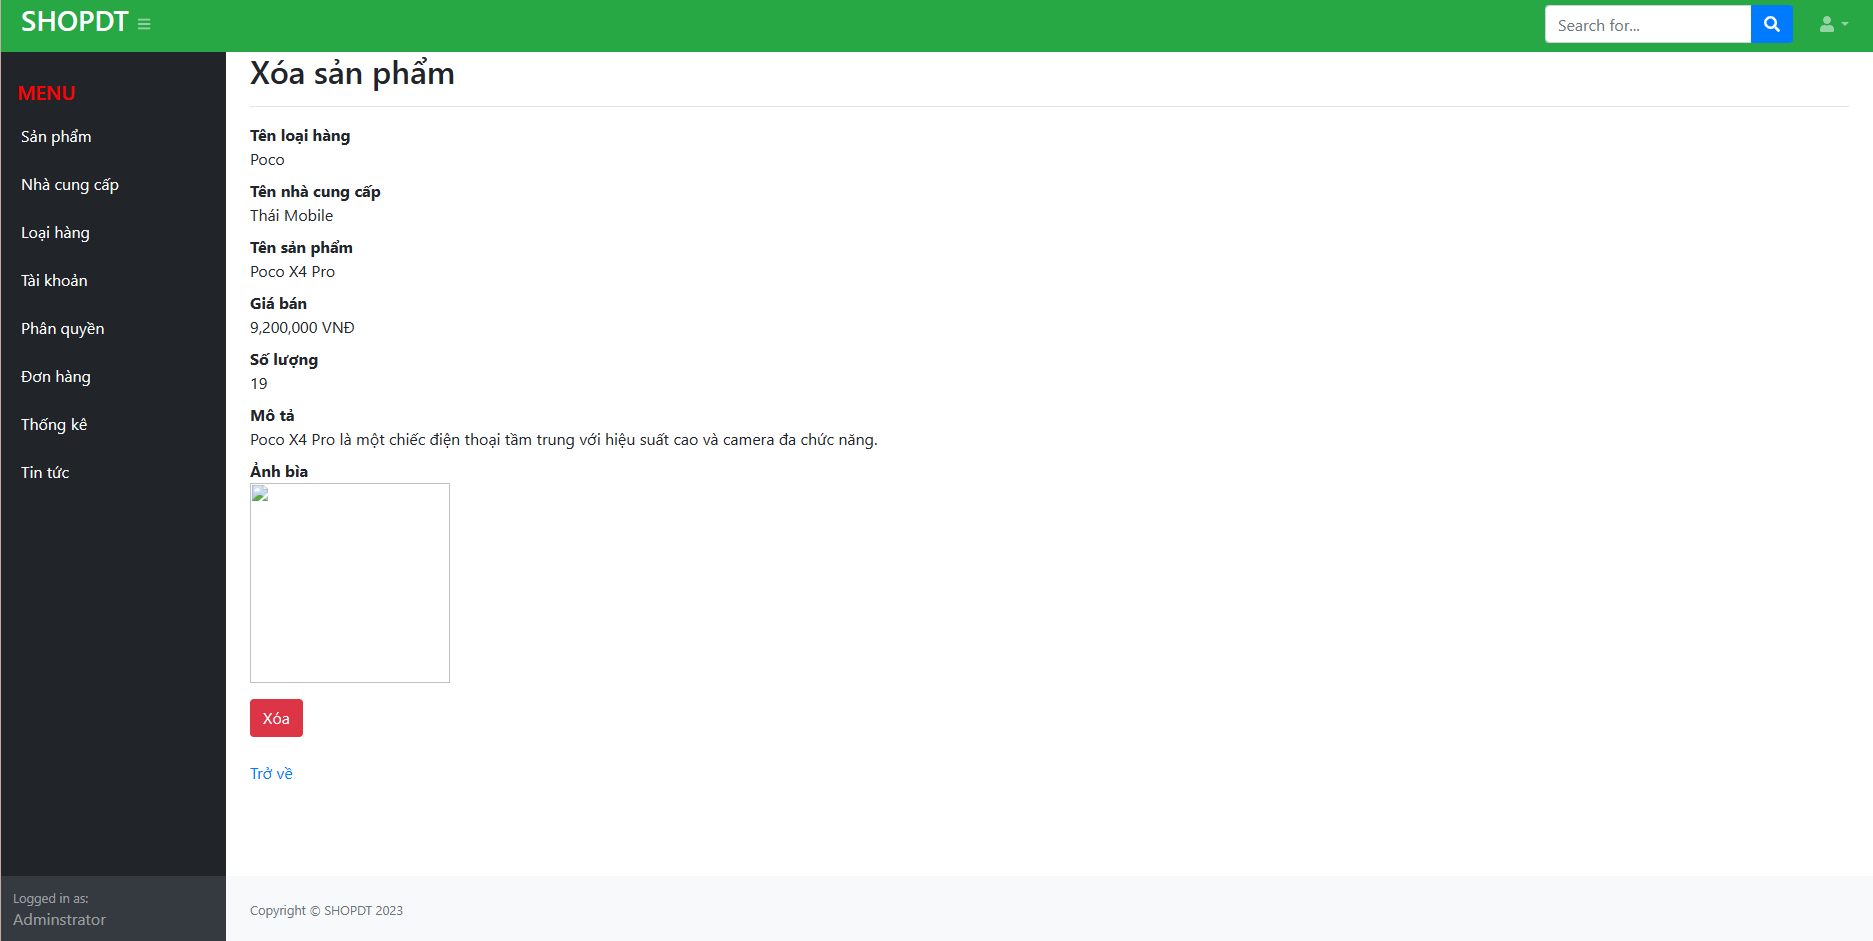 SHOPDT
Search for...
MENU
Sản phẩm
Nhà cung cấp
Loại hàng
Tài khoản
Phân quyền
Đơn hàng
Thống kê
Tin tức
Logged in as:
Adminstrator
Xóa sản phẩm
Tên loại hàng
Poco
Tên nhà cung cấp
Thái Mobile
Tên sản phẩm
Poco X4 Pro
Giá bán
9,200,000 VNĐ
Số lượng
19
Mô tả
Poco X4 Pro là một chiếc điện thoại tầm trung với hiệu suất cao và camera đa chức năng.
Ảnh bìa
Xóa
Trở về
Copyright © SHOPDT 2023